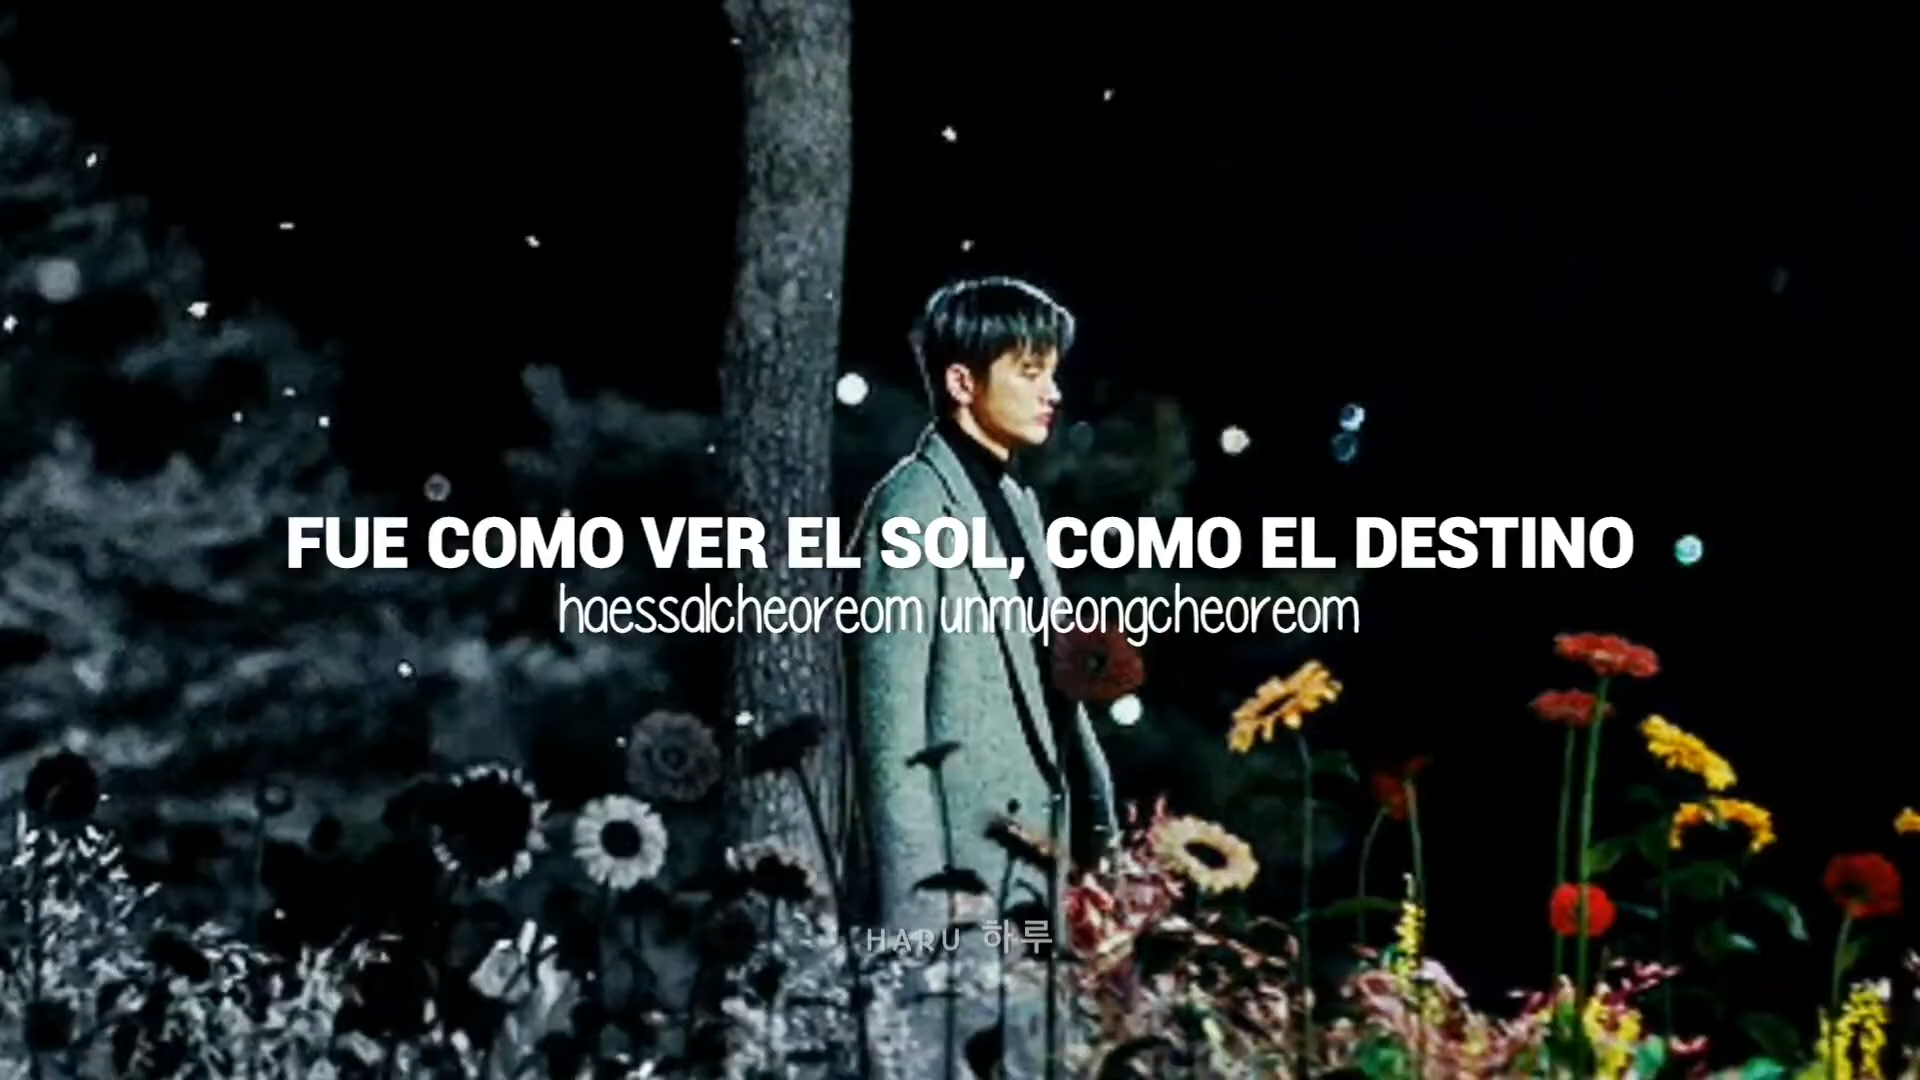 FUE COMO VER EL SOL, COMO EL DESTINO
haessalcheoreom unmyeongcheoreom
HARU 하루